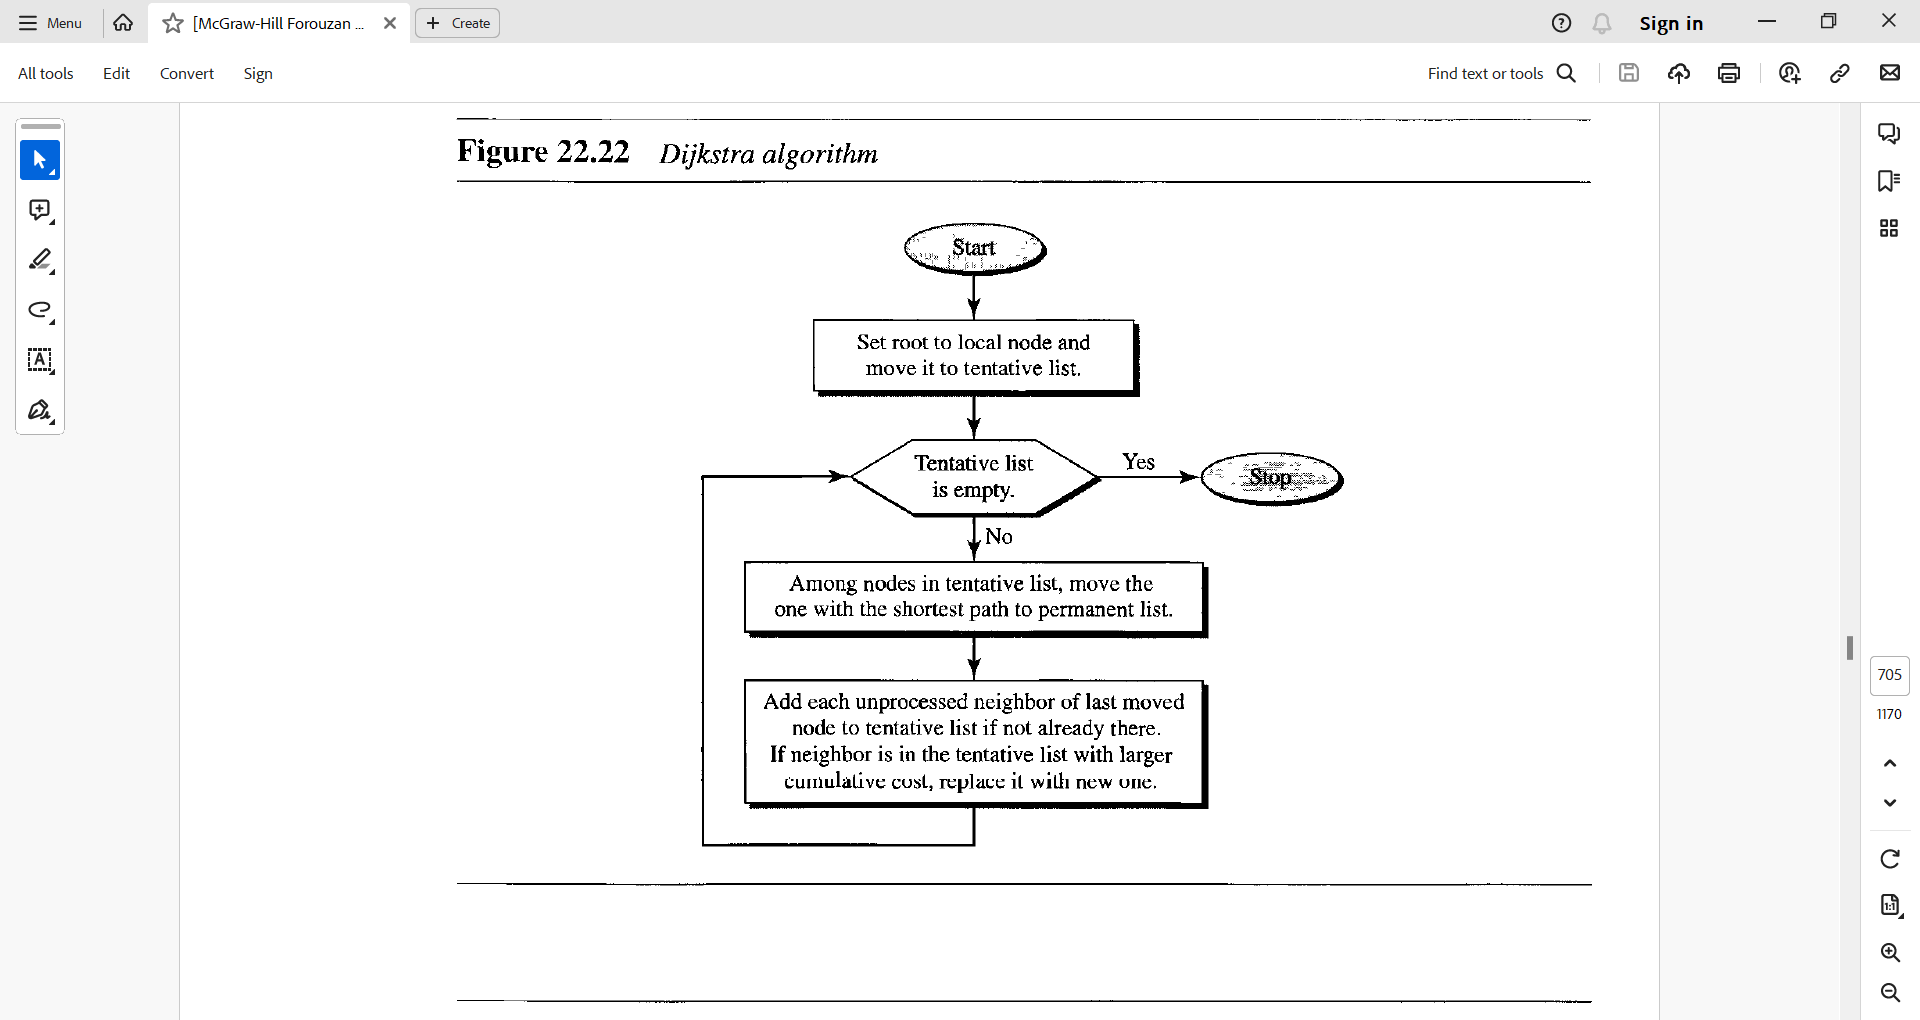 Menu
[McGraw-Hill Forouzan ...
Create
Sign in
All tools
Edit
Convert
Sign
Find text or tools
Figure 22.22 Dijkstra algorithm
Start
Set root to local node and
move it to tentative list.
Tentative list
is empty.
Yes
Stop
No
Among nodes in tentative list, move the
one with the shortest path to permanent list.
Add each unprocessed neighbor of last moved
node to tentative list if not already there.
If neighbor is in the tentative list with larger
cumulative cost, replace it with new one.
705
1170